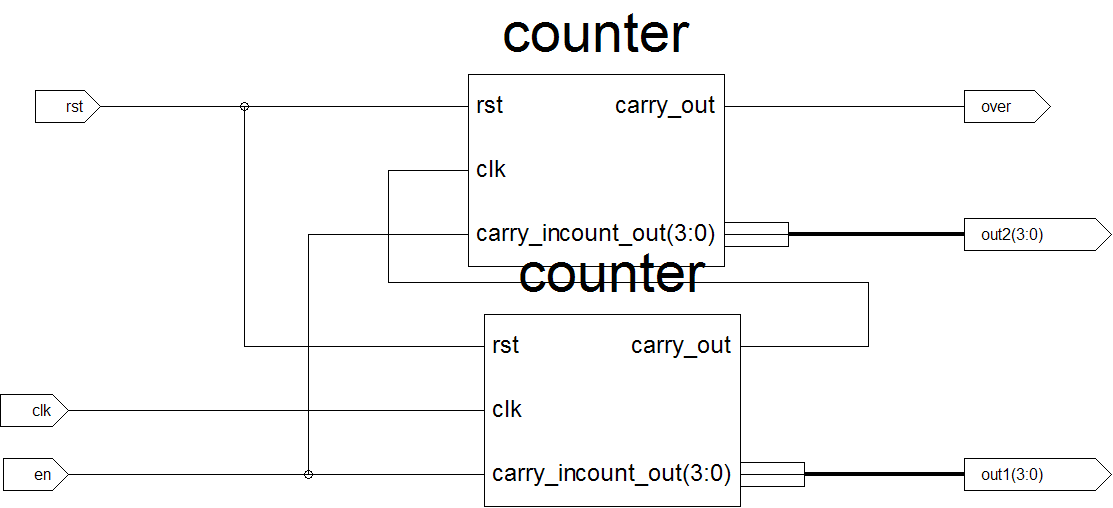 counter
rst
rst
carry_out
over
clk
carry_incount_out(3:0)
out2(3:0)
counter
rst
carry_out
clk
clk
en
carry_incount_out(3:0)
out1(3:0)